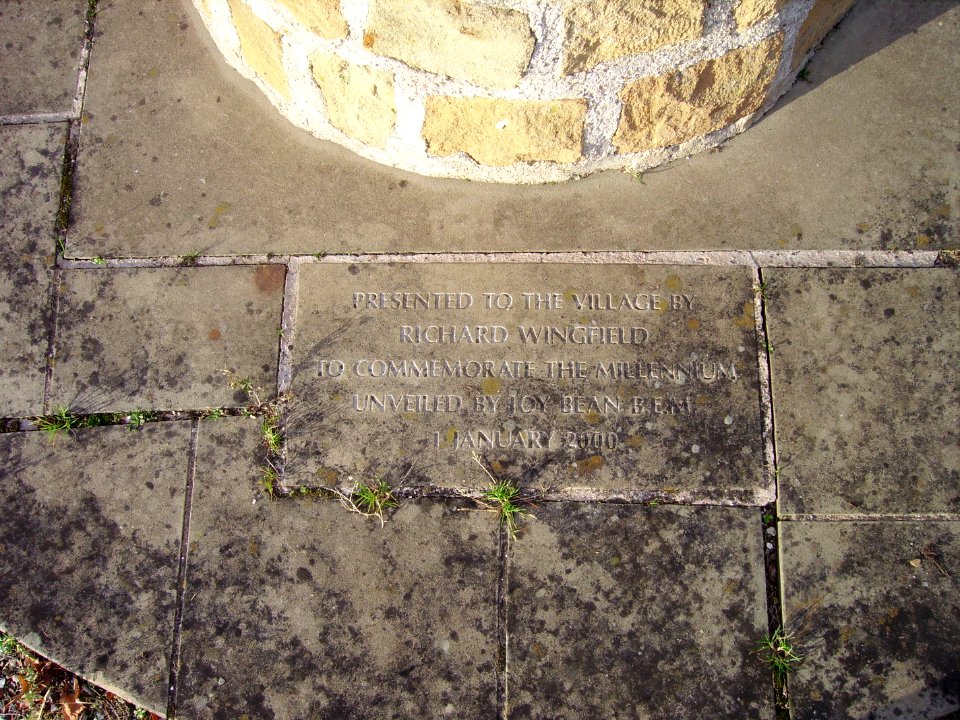 PRESENTED TO THE VILLAGE BY
RICHARD WINGFIELD
TO COMMEMORATE THE MILLENNIUM
UNVEILED BY JOY BEAN B.E.M.
1 JANUARY 2000